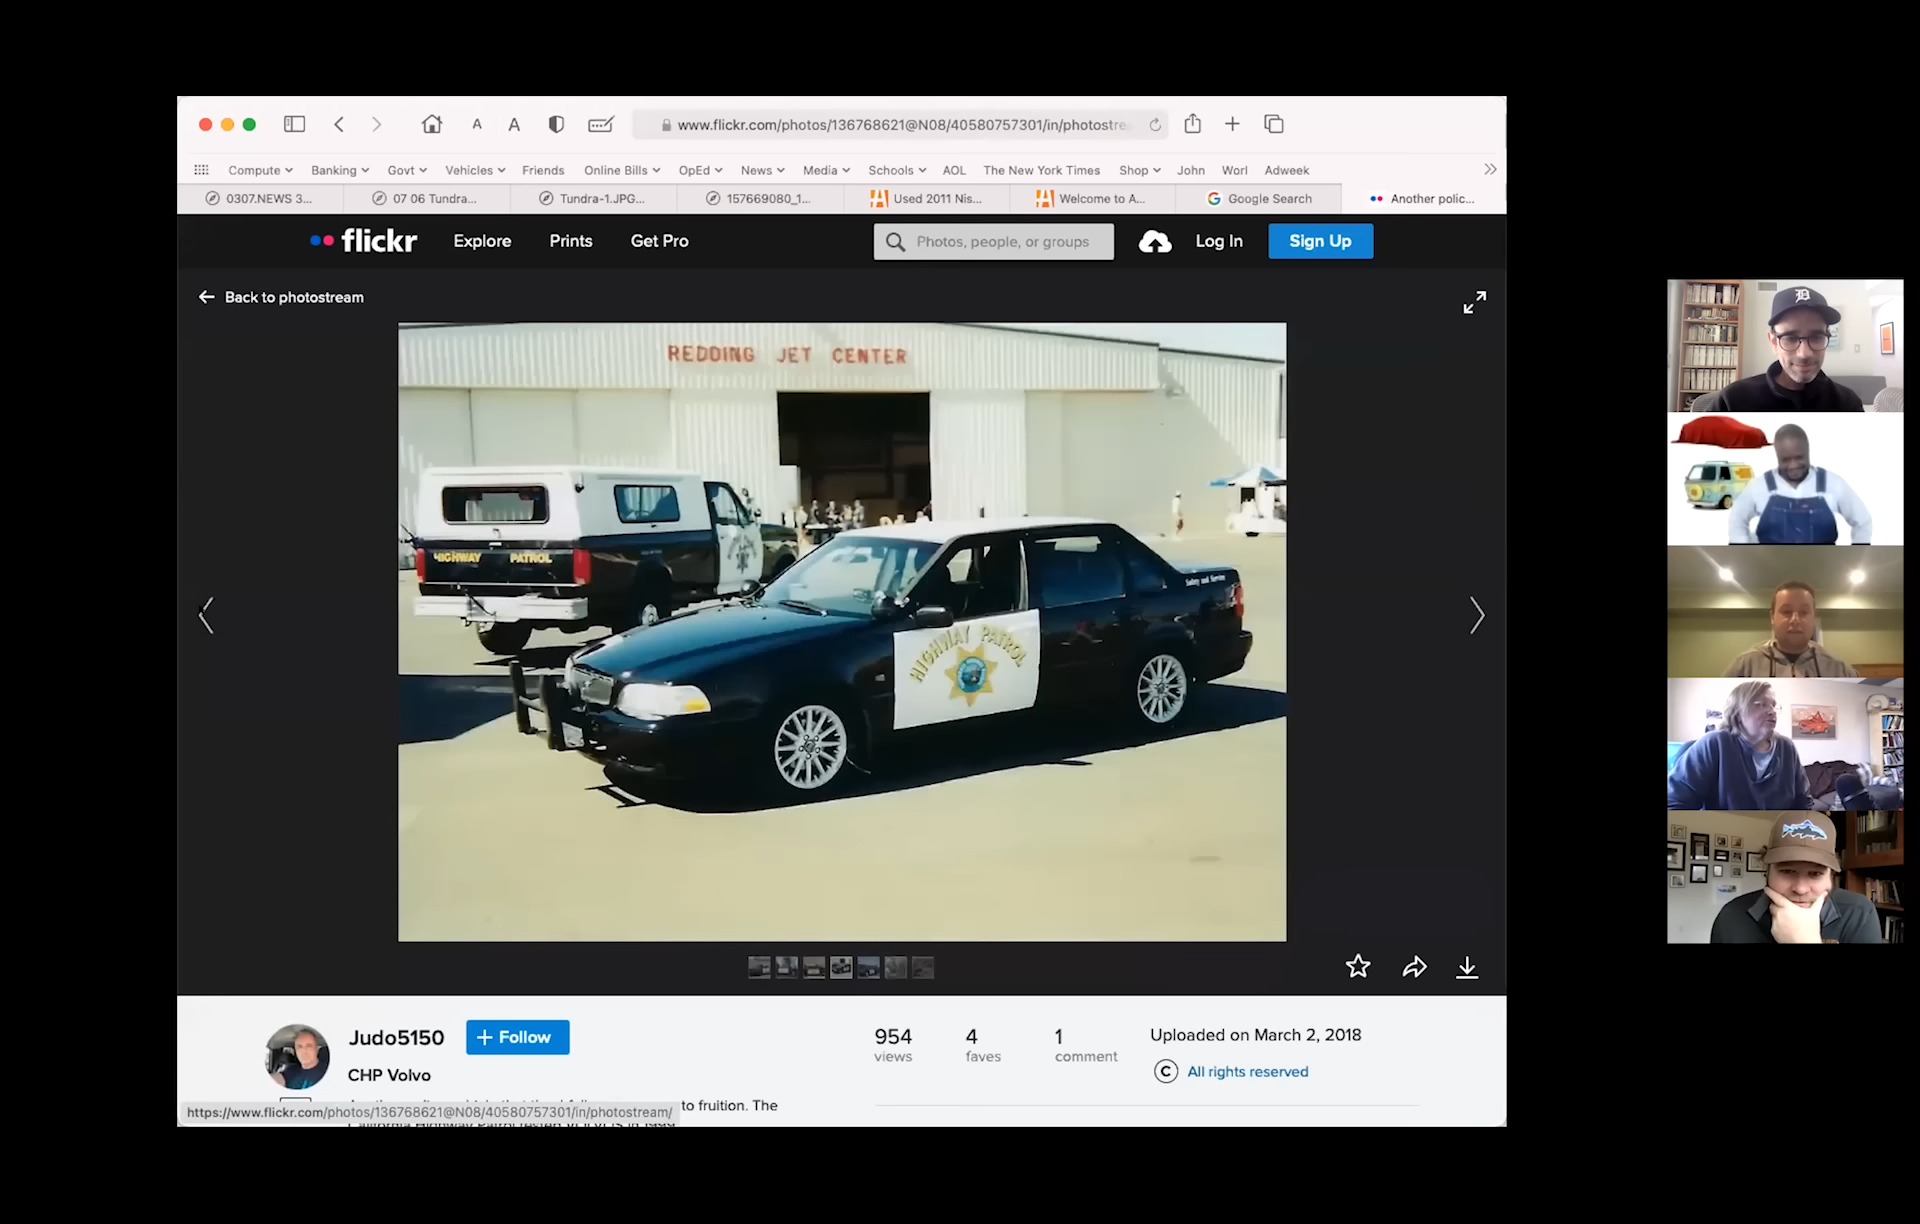 www.flickr.com/photos/136768621@N08/40580757301/in/photostre
Compute Banking Govt Vehicles Friends Online Bills OpEd News Media Schools AOL The New York Times Shop John Worl Adweek
0307.NEWS 3... 07 06 Tundra... Tundra-1.JPG... 157669080_1... Used 2011 Nis... Welcome to A... Google Search Another polic...
flickr Explore Prints Get Pro Photos, people, or groups Log In Sign Up
Back to photostream
REDDING JET CENTER
HIGHWAY PATROL
Safety and Service
HIGHWAY PATROL
Judo5150 + Follow
CHP Volvo
954 views
4 faves
1 comment
Uploaded on March 2, 2018
All rights reserved
to fruition. The
https://www.flickr.com/photos/136768621@N08/40580757301/in/photostream/